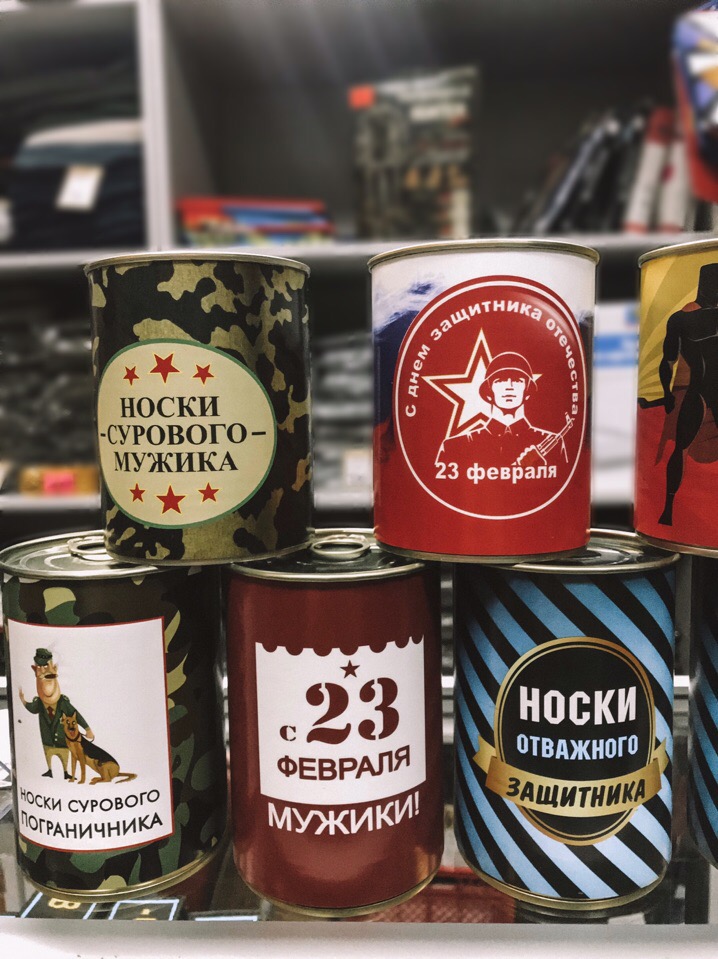 НОСКИ
-СУРОВОГО-
МУЖИКА
С днем защитника отечества
23 февраля
НОСКИ СУРОВОГО
ПОГРАНИЧНИКА
с 23
ФЕВРАЛЯ
МУЖИКИ!
НОСКИ
ОТВАЖНОГО
ЗАЩИТНИКА